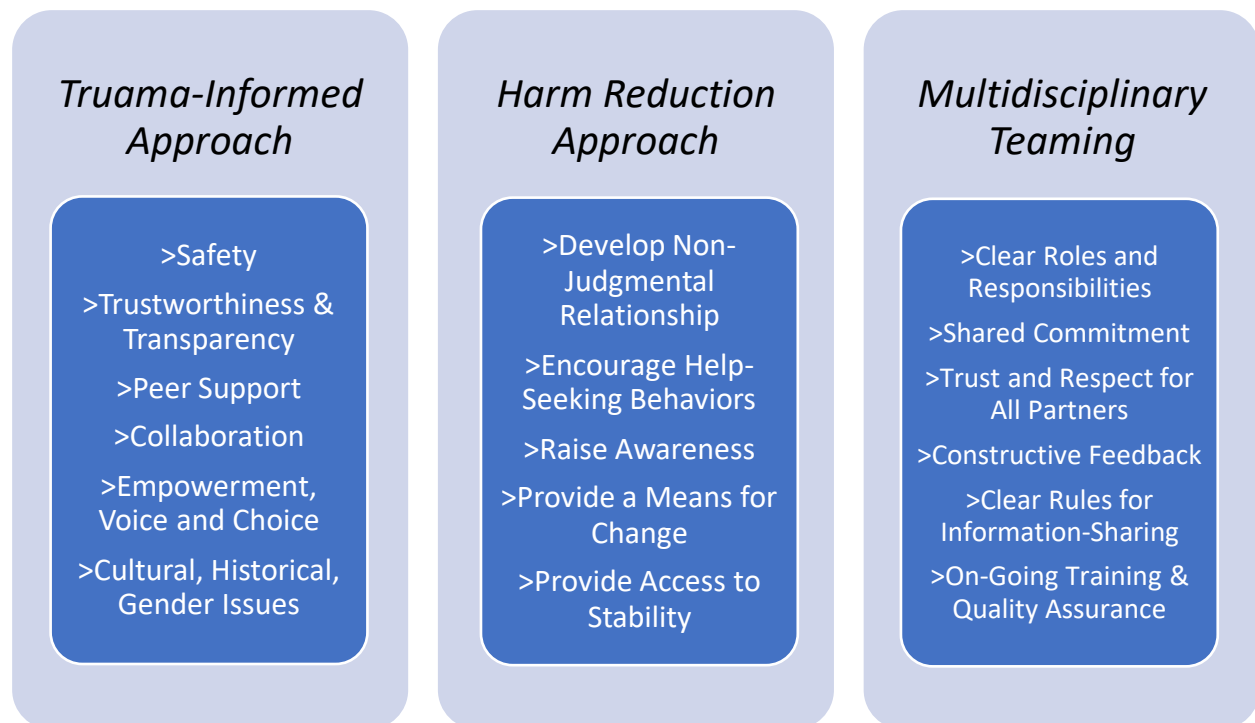 Truama-Informed
Approach
>Safety
>Trustworthiness &
Transparency
>Peer Support
>Collaboration
>Empowerment,
Voice and Choice
>Cultural, Historical,
Gender Issues
Harm Reduction
Approach
>Develop Non-
Judgmental
Relationship
>Encourage Help-
Seeking Behaviors
>Raise Awareness
>Provide a Means for
Change
>Provide Access to
Stability
Multidisciplinary
Teaming
>Clear Roles and
Responsibilities
>Shared Commitment
>Trust and Respect for
All Partners
>Constructive Feedback
>Clear Rules for
Information-Sharing
>On-Going Training &
Quality Assurance